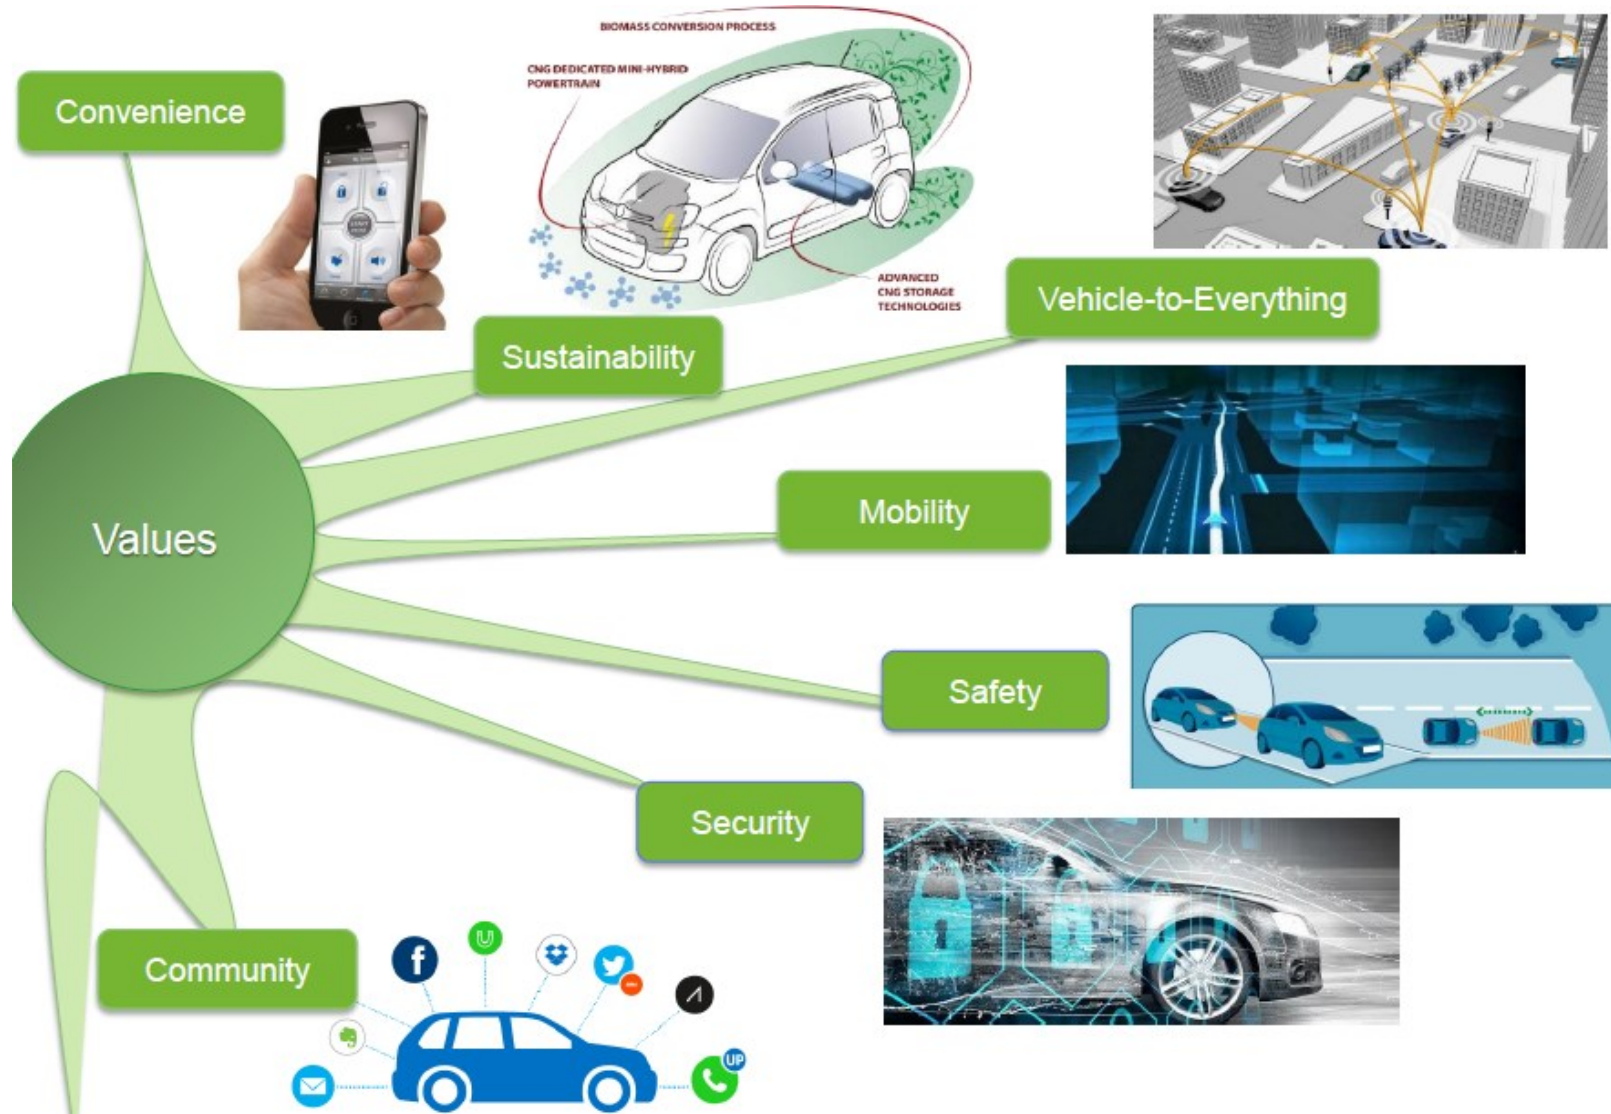 BIOMASS CONVERSION PROCESS
CNG DEDICATED MINI-HYBRID
POWERTRAIN
Convenience
ADVANCED
CNG STORAGE
TECHNOLOGIES
Vehicle-to-Everything
Sustainability
Mobility
Values
Safety
Security
Community
f
UP